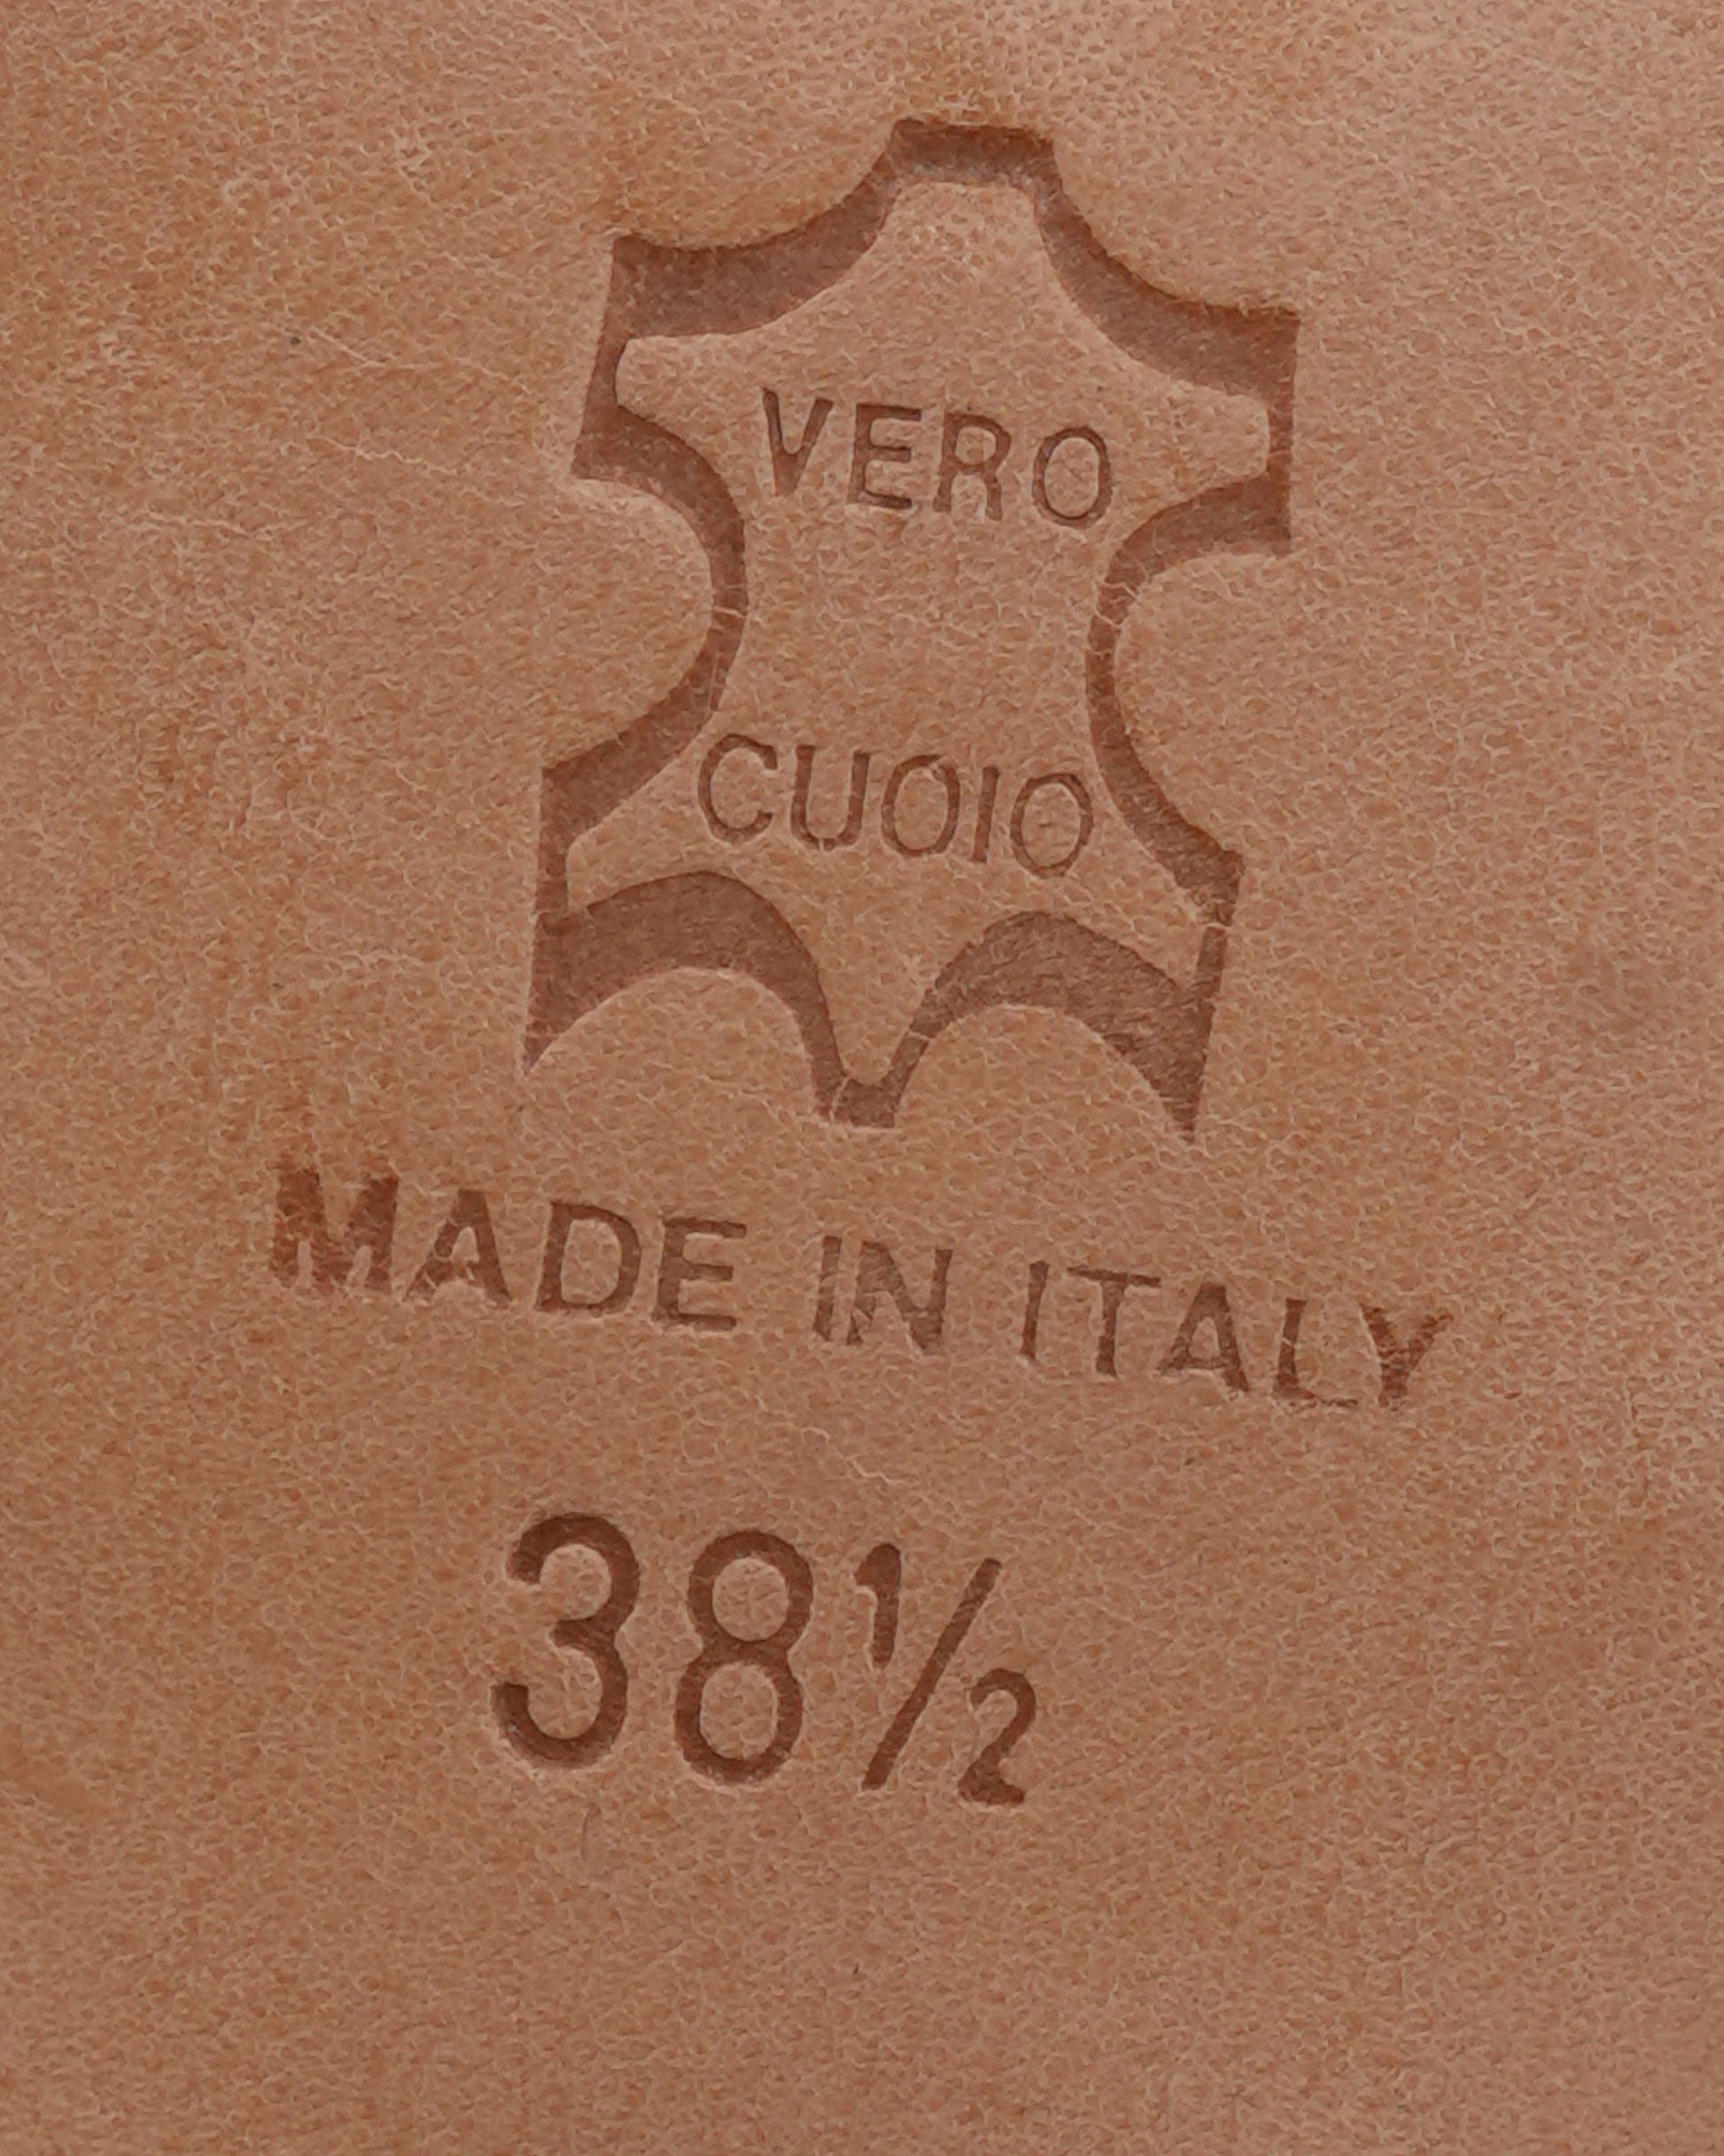 VERO
CUOIO
MADE IN ITALY
38½